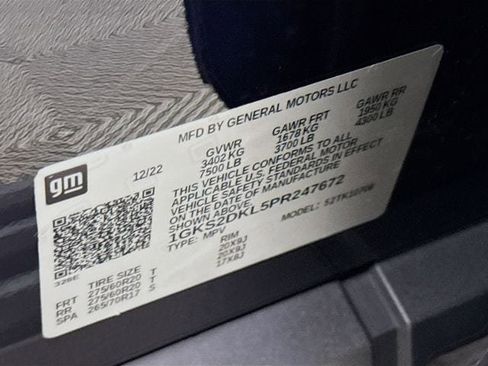 gm
MFD BY GENERAL MOTORS LLC
12/22
GVWR GAWR FRT GAWR RR
3402 KG 1678 KG 1950 KG
7500 LB 3700 LB 4300 LB
THIS VEHICLE CONFORMS TO ALL
APPLICABLE U.S. FEDERAL MOTOR
VEHICLE SAFETY STANDARDS IN EFFECT
ON THE DATE OF MANUFACTURE
SHOWN ABOVE.
1GKS2DKL5PR247672
TYPE: MPV MODEL: 52TK10706
328E
TIRE SIZE RIM
FRT 275/60R20 T 20X9J
RR 275/60R20 T 20X9J
SPA 265/70R17 S 17X8J